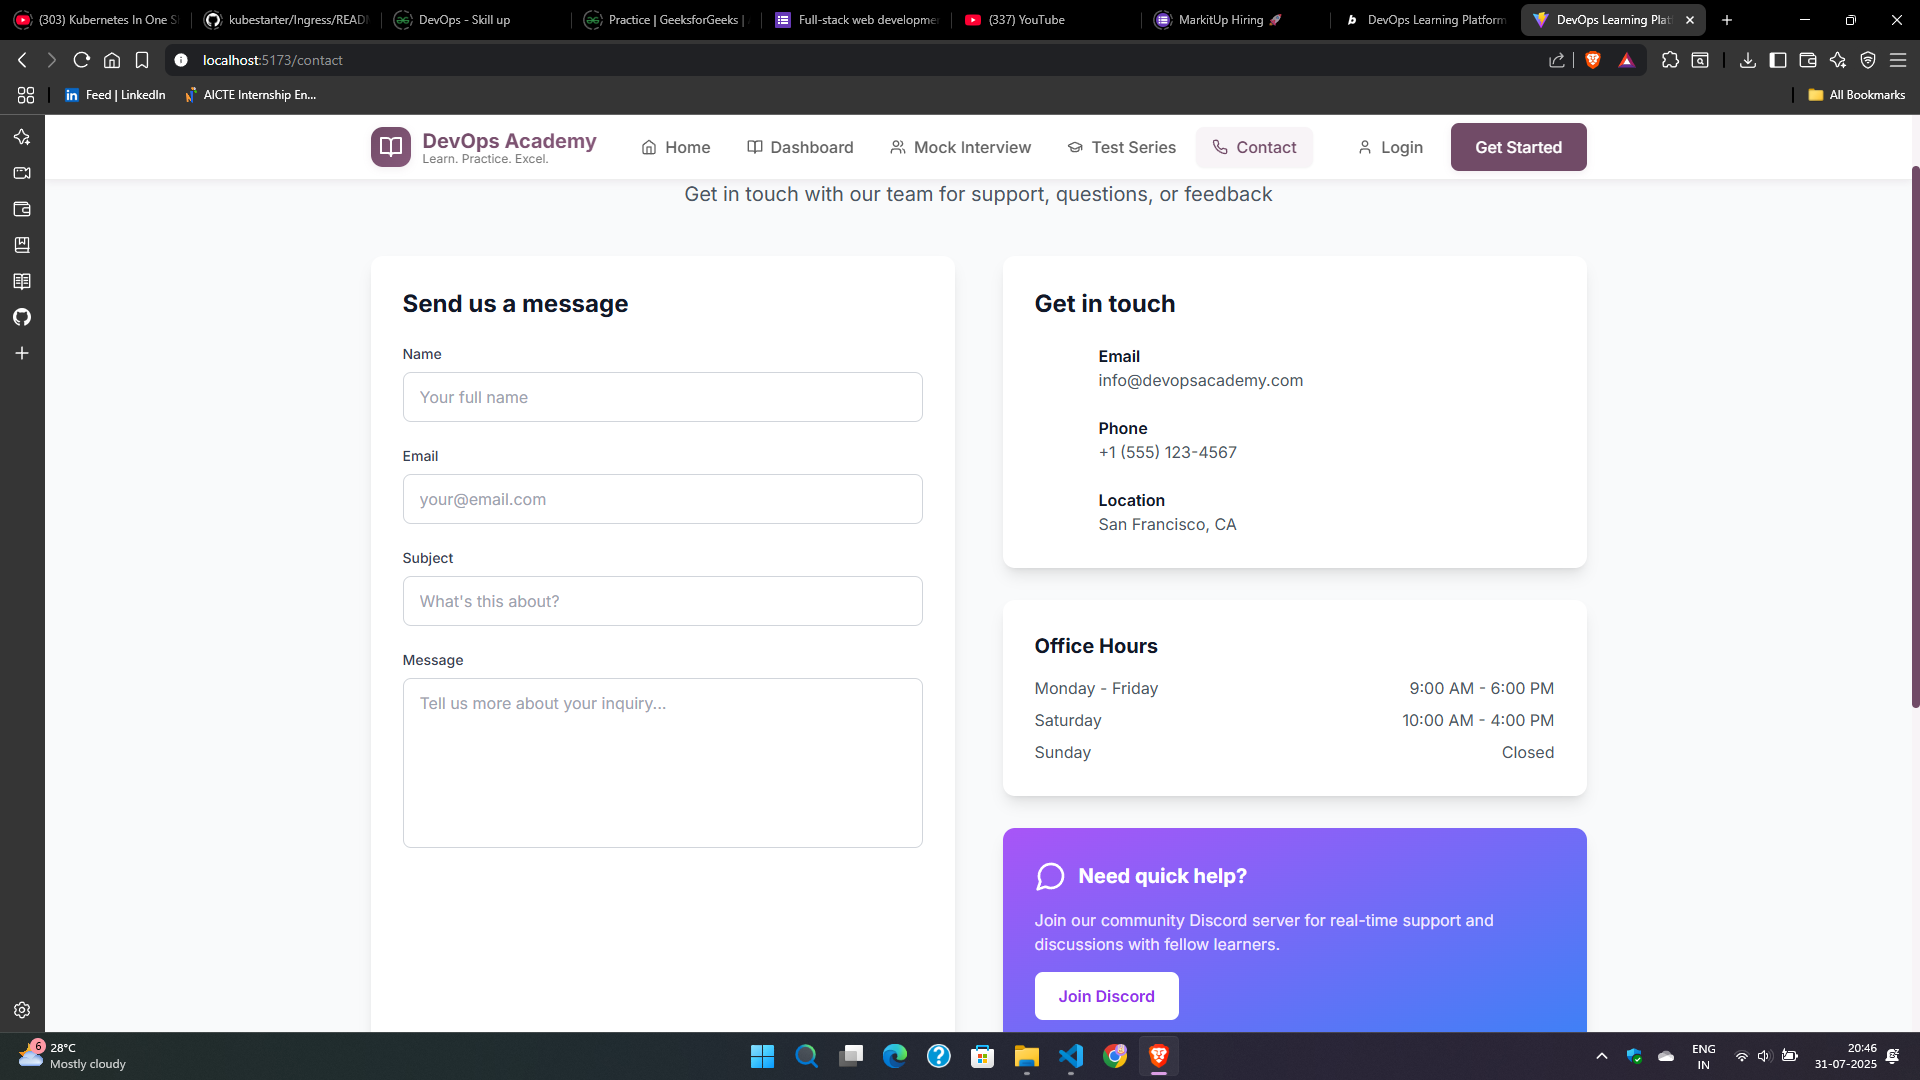 (303) Kubernetes In One S
kubestarter/Ingress/READ
DevOps - Skill up
Practice | GeeksforGeeks |
Full-stack web developme
(337) YouTube
MarkitUp Hiring 🚀
DevOps Learning Platform
DevOps Learning Plat
localhost:5173/contact
Feed | LinkedIn
AICTE Internship En...
All Bookmarks
DevOps Academy
Learn. Practice. Excel.
Home
Dashboard
Mock Interview
Test Series
Contact
Login
Get Started
Get in touch with our team for support, questions, or feedback
Send us a message
Name
Your full name
Email
your@email.com
Subject
What's this about?
Message
Tell us more about your inquiry...
Get in touch
Email
info@devopsacademy.com
Phone
+1 (555) 123-4567
Location
San Francisco, CA
Office Hours
Monday - Friday 9:00 AM - 6:00 PM
Saturday 10:00 AM - 4:00 PM
Sunday Closed
Need quick help?
Join our community Discord server for real-time support and
discussions with fellow learners.
Join Discord
6
28°C
Mostly cloudy
ENG
IN
20:46
31-07-2025